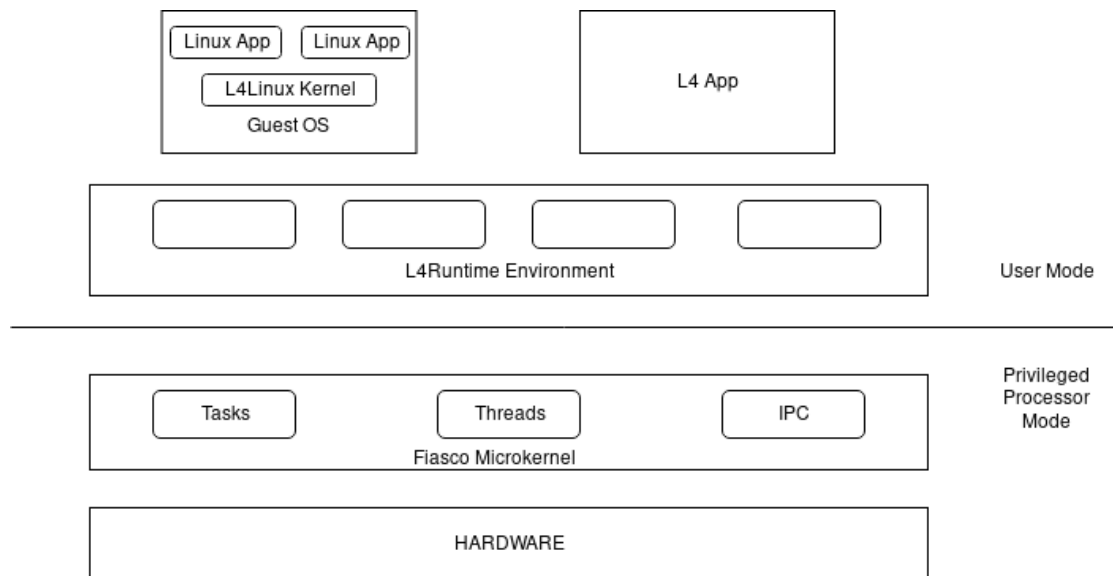 Linux App
Linux App
L4Linux Kernel
Guest OS
L4 App
L4Runtime Environment
User Mode
Privileged
Processor
Mode
Tasks
Threads
IPC
Fiasco Microkernel
HARDWARE